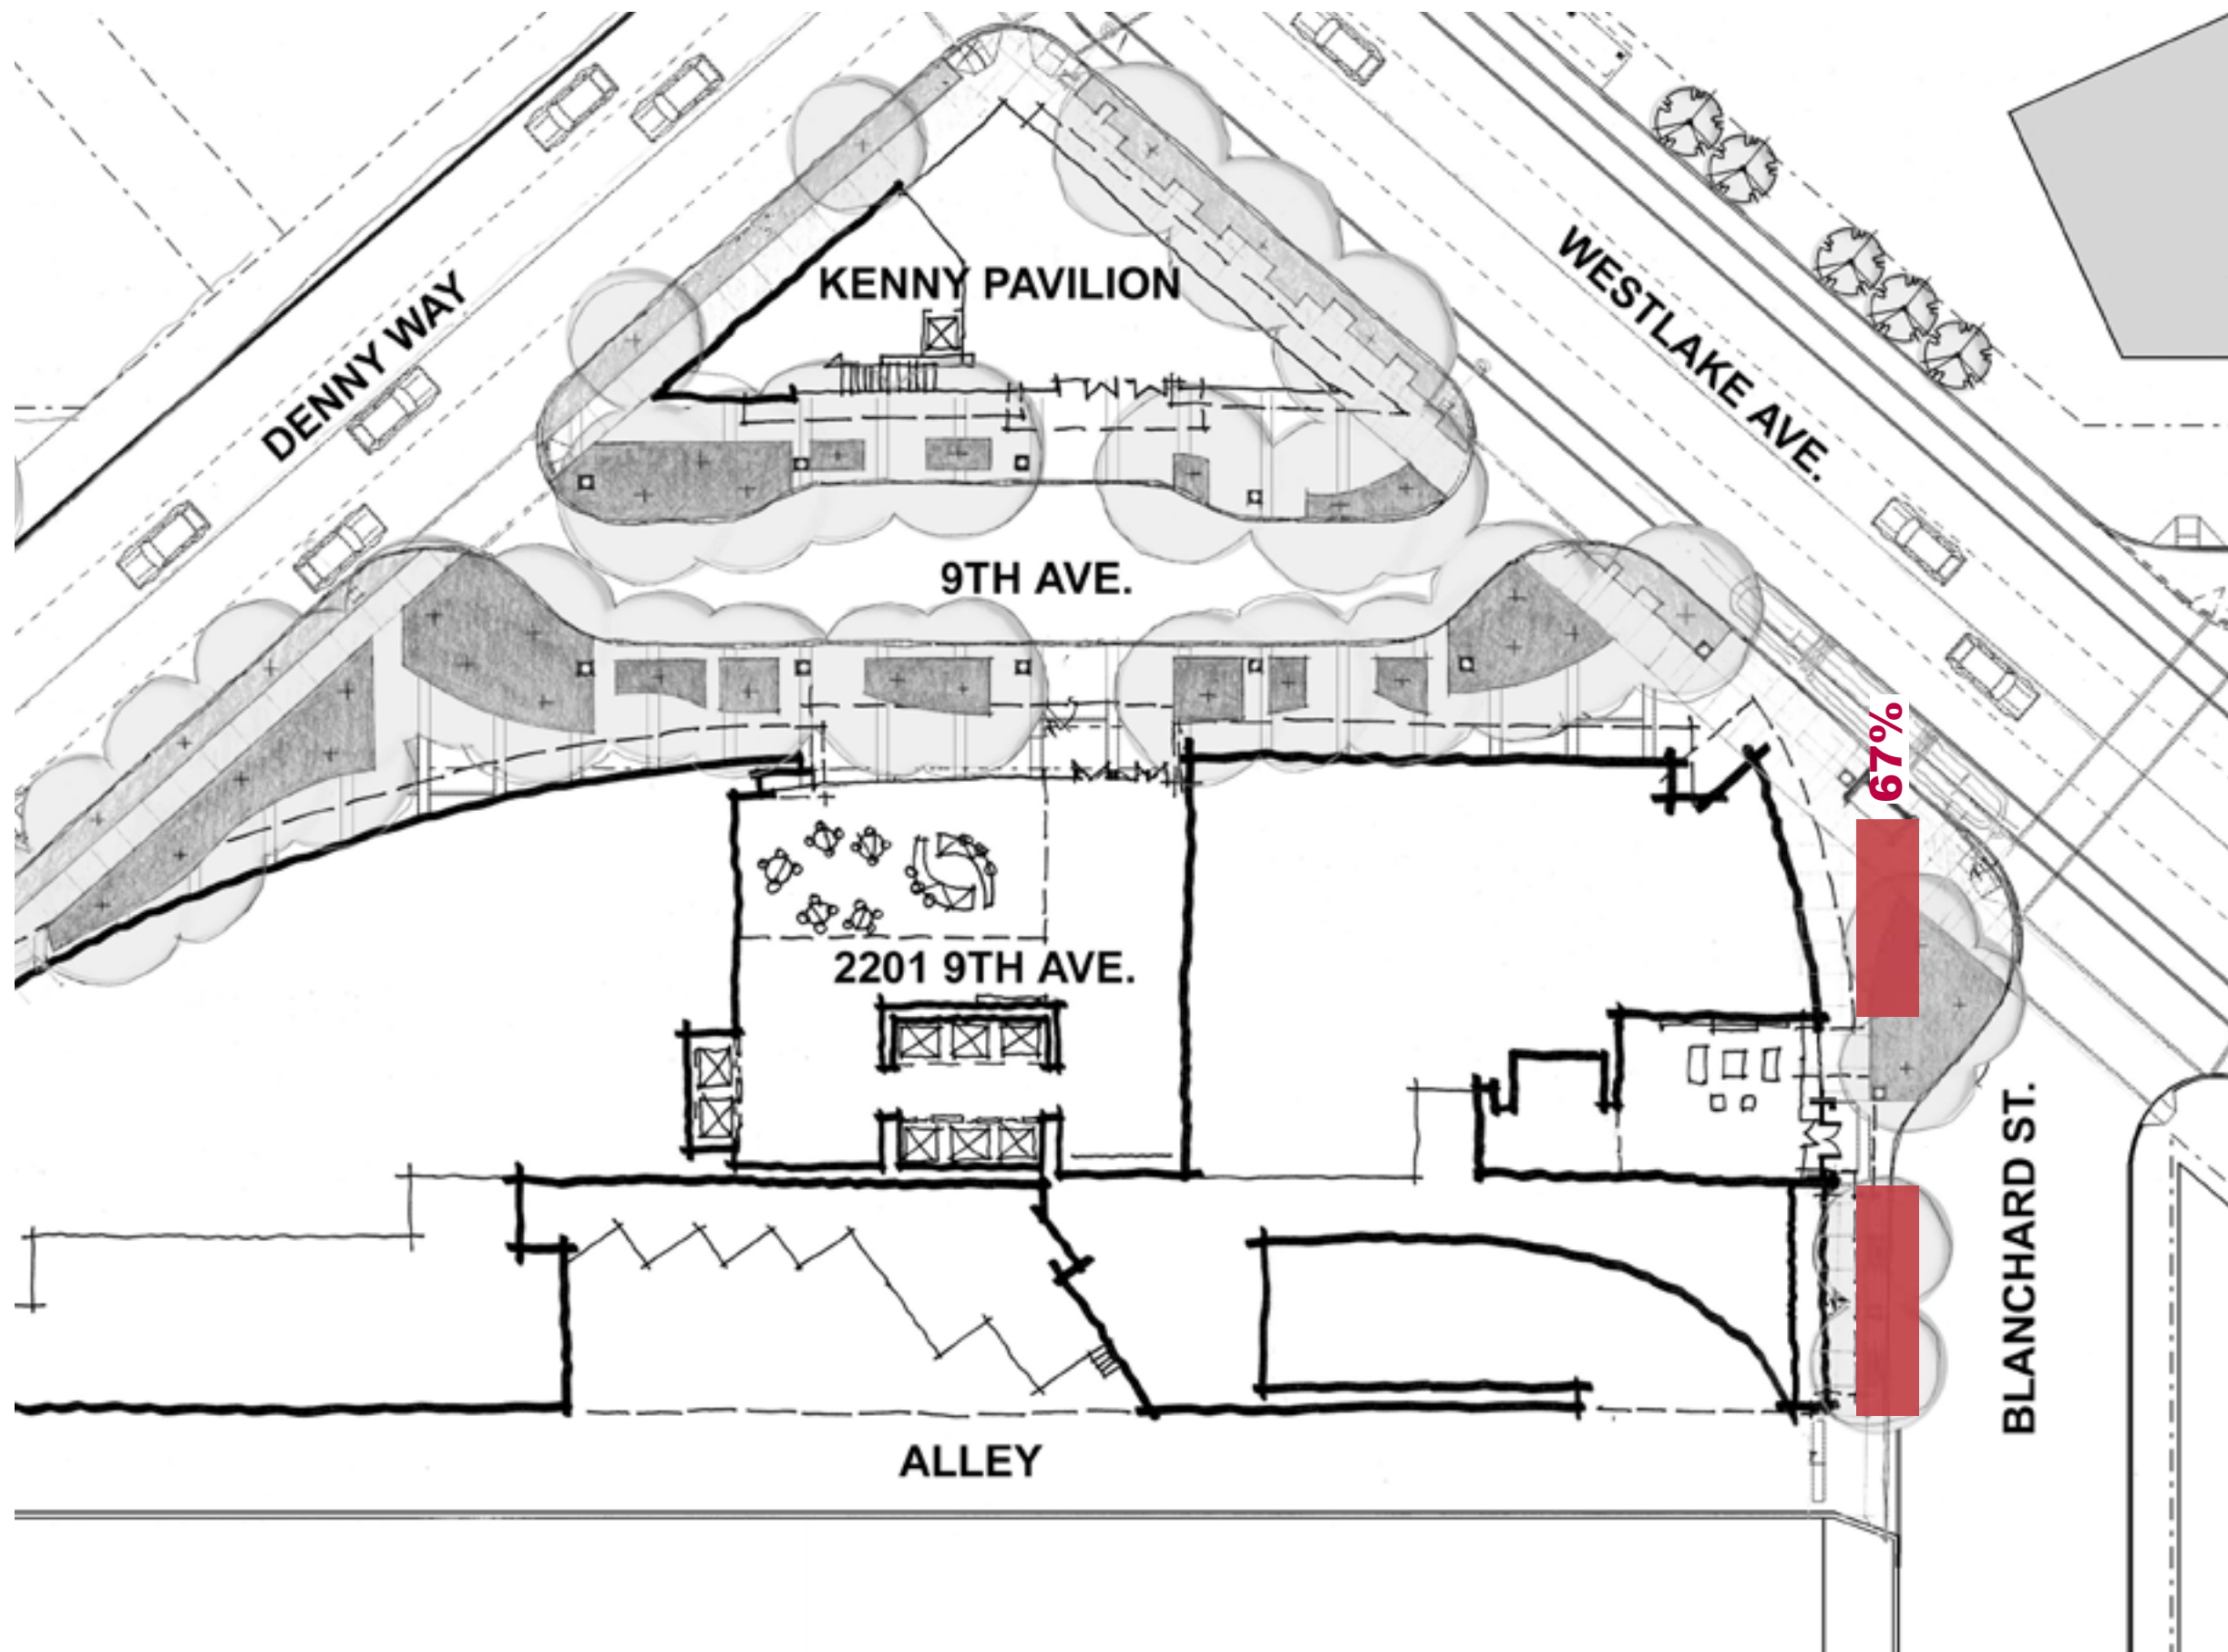 KENNY PAVILION
DENNY WAY
WESTLAKE AVE.
9TH AVE.
67%
2201 9TH AVE.
BLANCHARD ST.
ALLEY